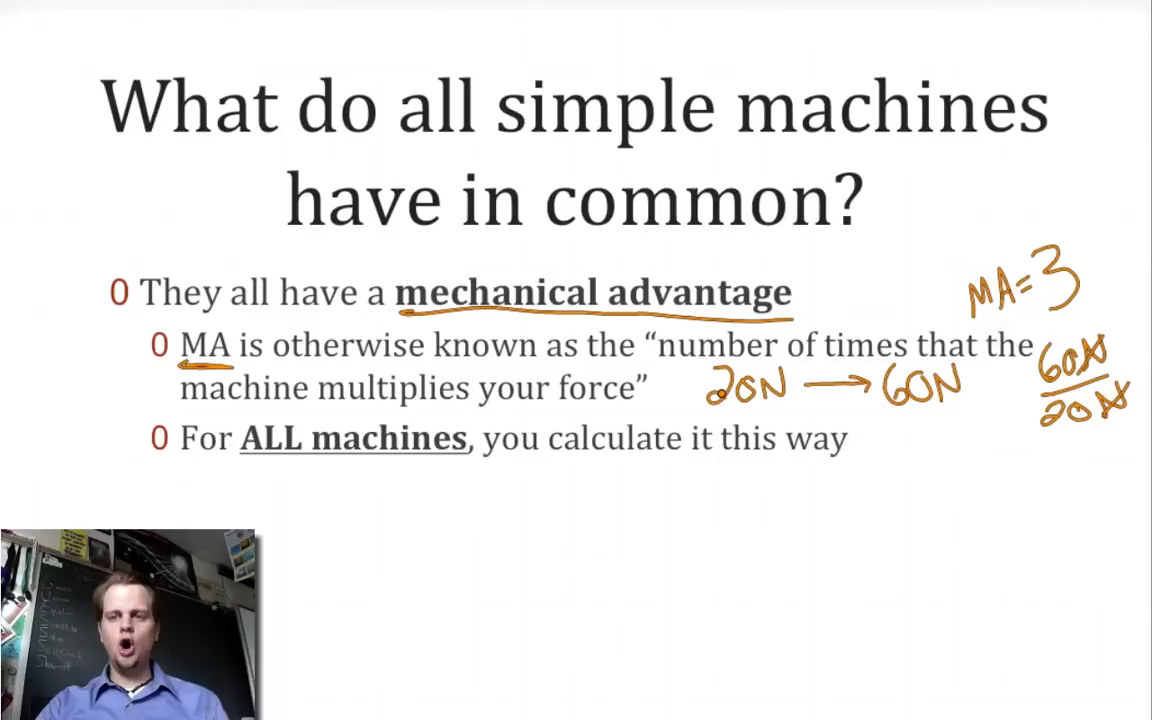 What do all simple machines
have in common?
0 They all have a mechanical advantage
MA=3
0 MA is otherwise known as the “number of times that the
machine multiplies your force”
20N → 60N
60N
20N
0 For ALL machines, you calculate it this way